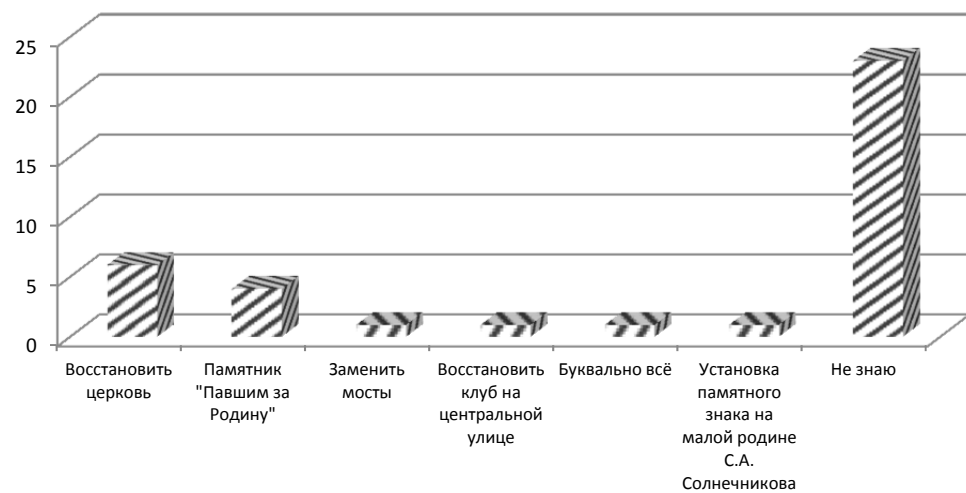 25
20
15
10
5
0
Восстановить
церковь
Памятник
"Павшим за
Родину"
Заменить
мосты
Восстановить
клуб на
центральной
улице
Буквально всё
Установка
памятного
знака на
малой родине
С.А.
Солнечникова
Не знаю